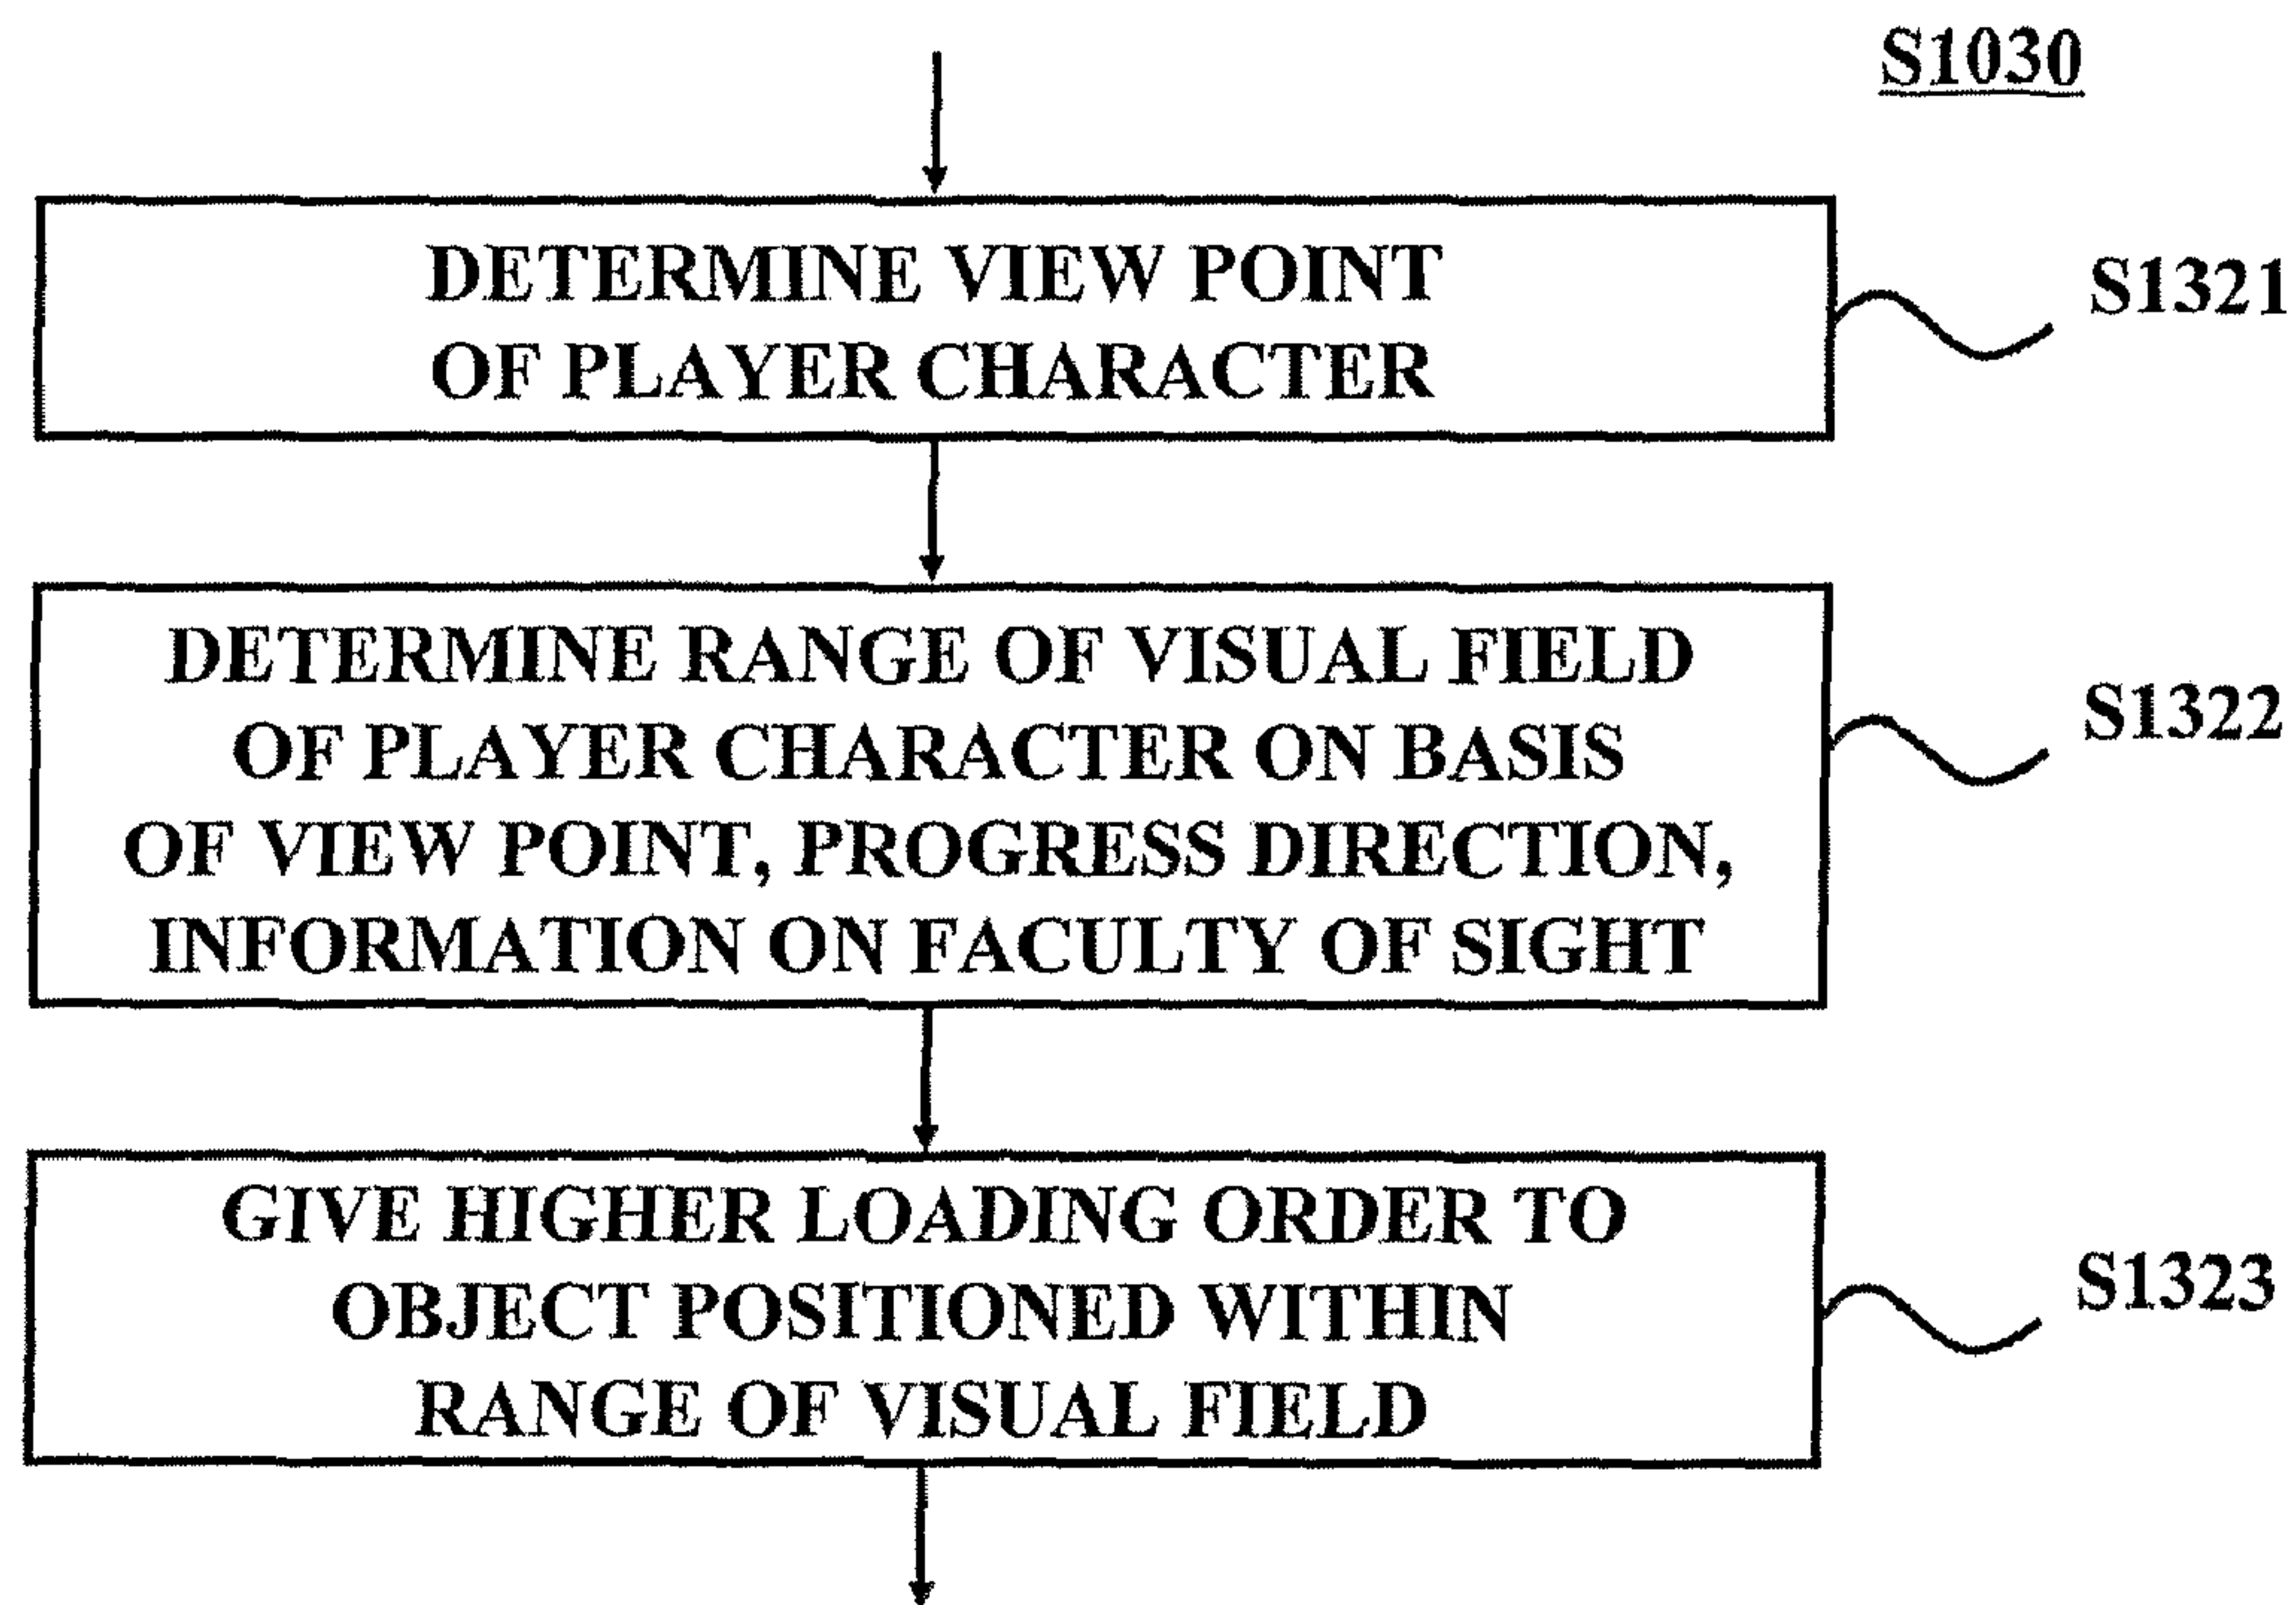 S1030
DETERMINE VIEW POINT
OF PLAYER CHARACTER
S1321
DETERMINE RANGE OF VISUAL FIELD
OF PLAYER CHARACTER ON BASIS
OF VIEW POINT, PROGRESS DIRECTION,
INFORMATION ON FACULTY OF SIGHT
S1322
GIVE HIGHER LOADING ORDER TO
OBJECT POSITIONED WITHIN
RANGE OF VISUAL FIELD
S1323